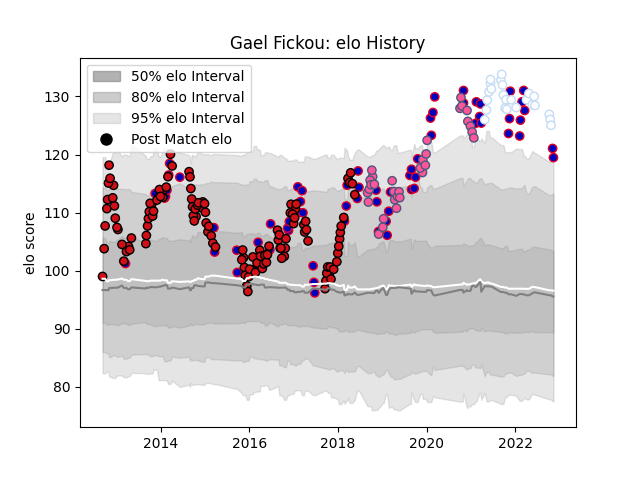 Gael Fickou: elo History
50% elo Interval
80% elo Interval
95% elo Interval
Post Match elo
elo score
130
120
110
100
90
80
2014
2016
2018
2020
2022